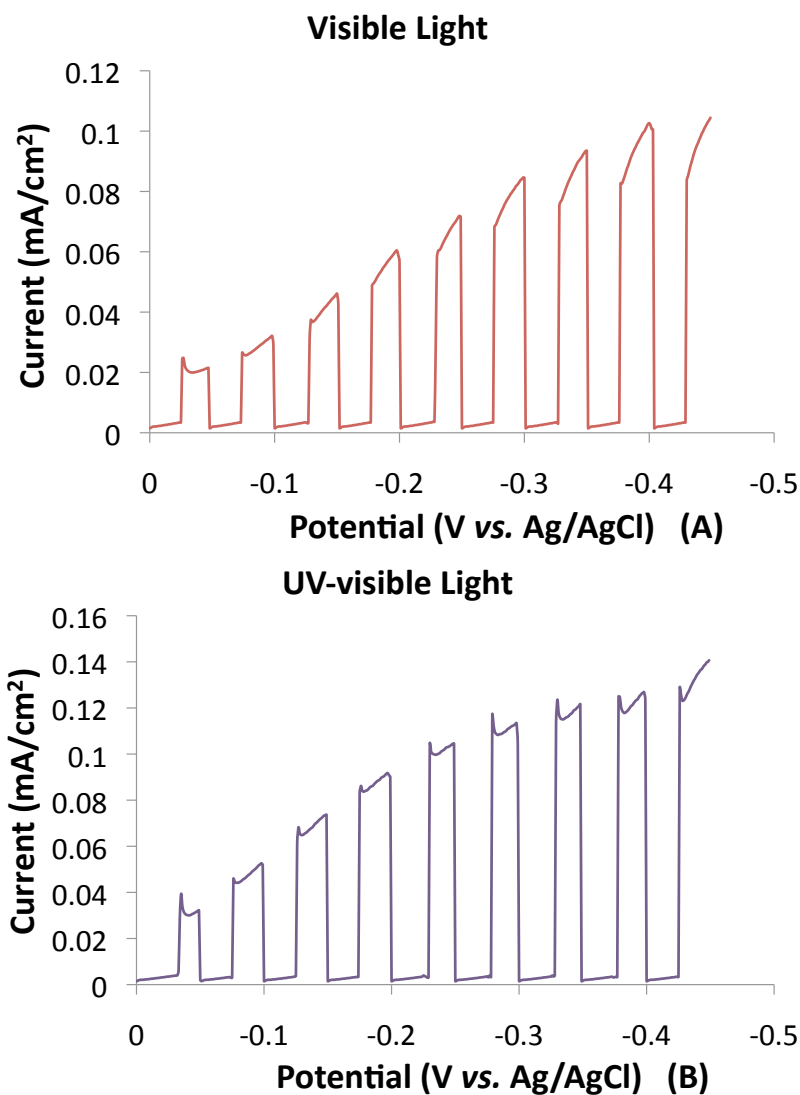 Visible Light
0.12
0.1
0.08
0.06
0.04
0.02
0
Current (mA/cm²)
0 -0.1 -0.2 -0.3 -0.4 -0.5
Potential (V vs. Ag/AgCl) (A)
UV-visible Light
0.16
0.14
0.12
0.1
0.08
0.06
0.04
0.02
0
Current (mA/cm²)
0 -0.1 -0.2 -0.3 -0.4 -0.5
Potential (V vs. Ag/AgCl) (B)